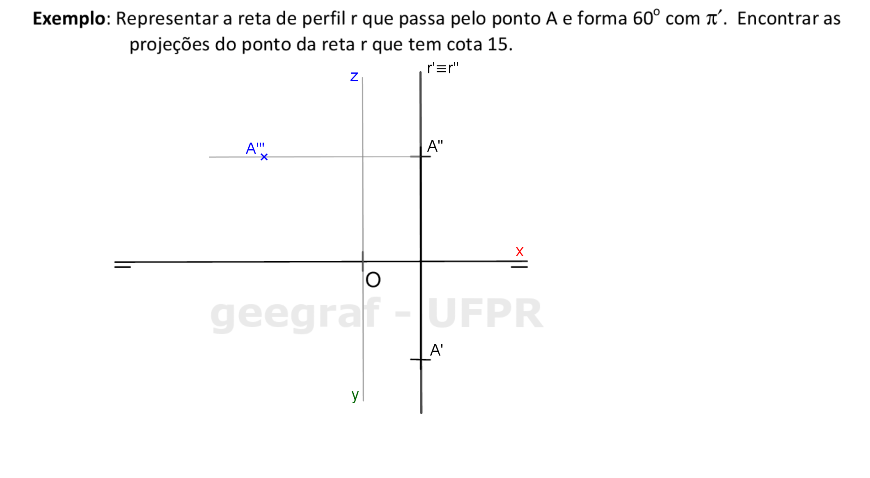 Exemplo: Representar a reta de perfil r que passa pelo ponto A e forma 60º com π′. Encontrar as
projeções do ponto da reta r que tem cota 15.
r'≡r"
z
A'''
A"
x
O
geegraf - UFPR
A'
y